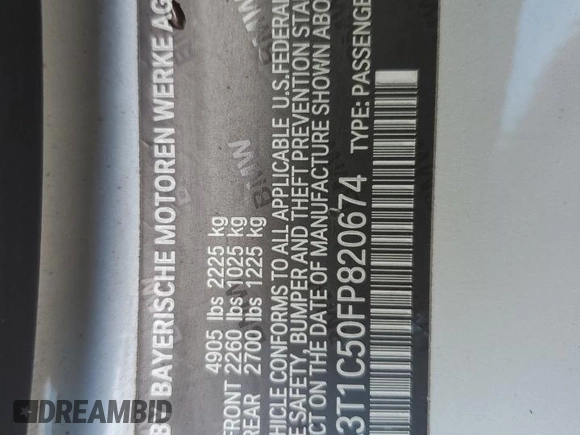 BAYERISCHE MOTOREN WERKE AG
4905 lbs 2225 kg
FRONT 2260 lbs 1025 kg
REAR 2700 lbs 1225 kg
VEHICLE CONFORMS TO ALL APPLICABLE U.S. FEDERAL
SAFETY, BUMPER AND THEFT PREVENTION STA
CT ON THE DATE OF MANUFACTURE SHOWN ABO
3T1C50FP820674 TYPE: PASSENGE
DREAMBID